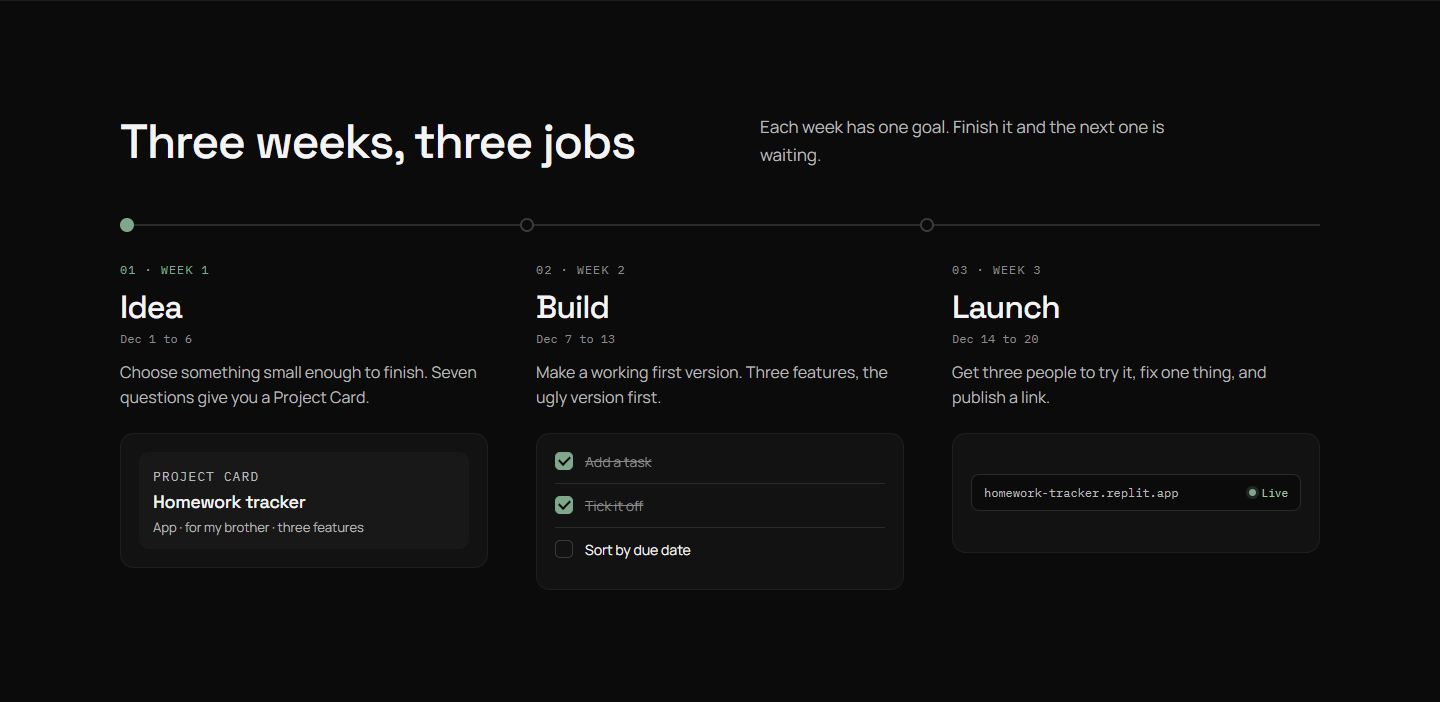 Three weeks, three jobs
Each week has one goal. Finish it and the next one is
waiting.
01 · WEEK 1
Idea
Dec 1 to 6
Choose something small enough to finish. Seven
questions give you a Project Card.
PROJECT CARD
Homework tracker
App · for my brother · three features
02 · WEEK 2
Build
Dec 7 to 13
Make a working first version. Three features, the
ugly version first.
Add a task
Tick it off
Sort by due date
03 · WEEK 3
Launch
Dec 14 to 20
Get three people to try it, fix one thing, and
publish a link.
homework-tracker.replit.app
Live